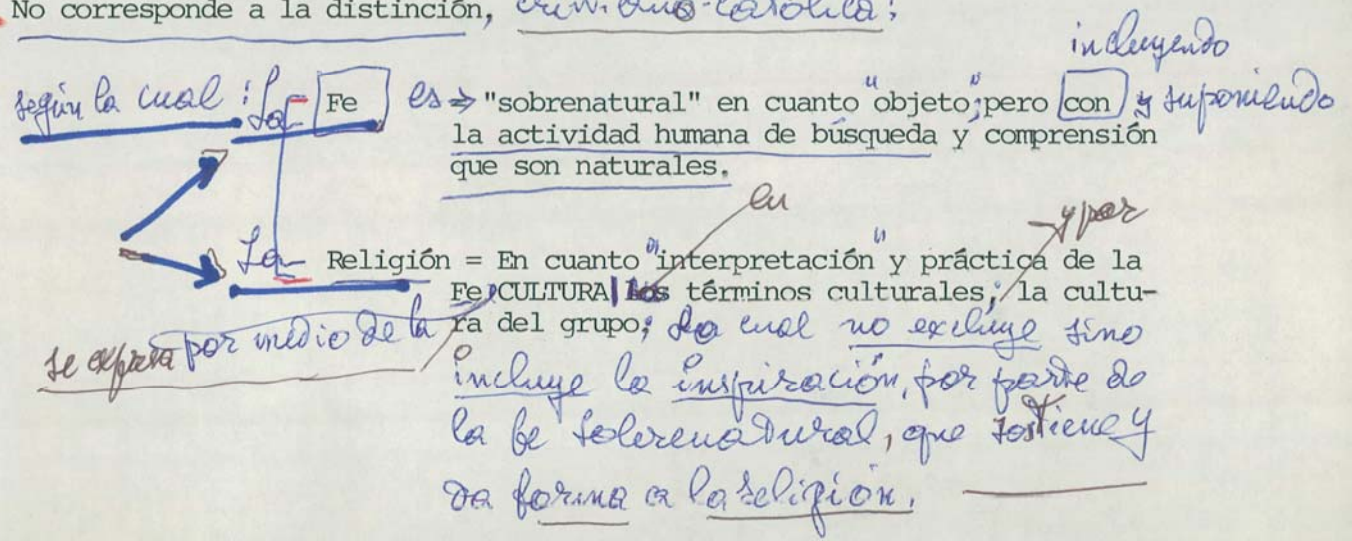 No corresponde a la distinción, cristiano-católica:
incluyendo
según la cual: La Fe es ⇒ "sobrenatural" en cuanto "objeto"; pero con y suponiendo
la actividad humana de búsqueda y comprensión
que son naturales.
en
y por
La Religión = En cuanto "interpretación" y práctica de la
Fe, CULTURA los términos culturales, la cultu-
se expresa por medio de la ra del grupo; La cual no excluye sino
incluye la inspiración, por parte de
la fe sobrenatural, que sostiene y
da forma a la religión.